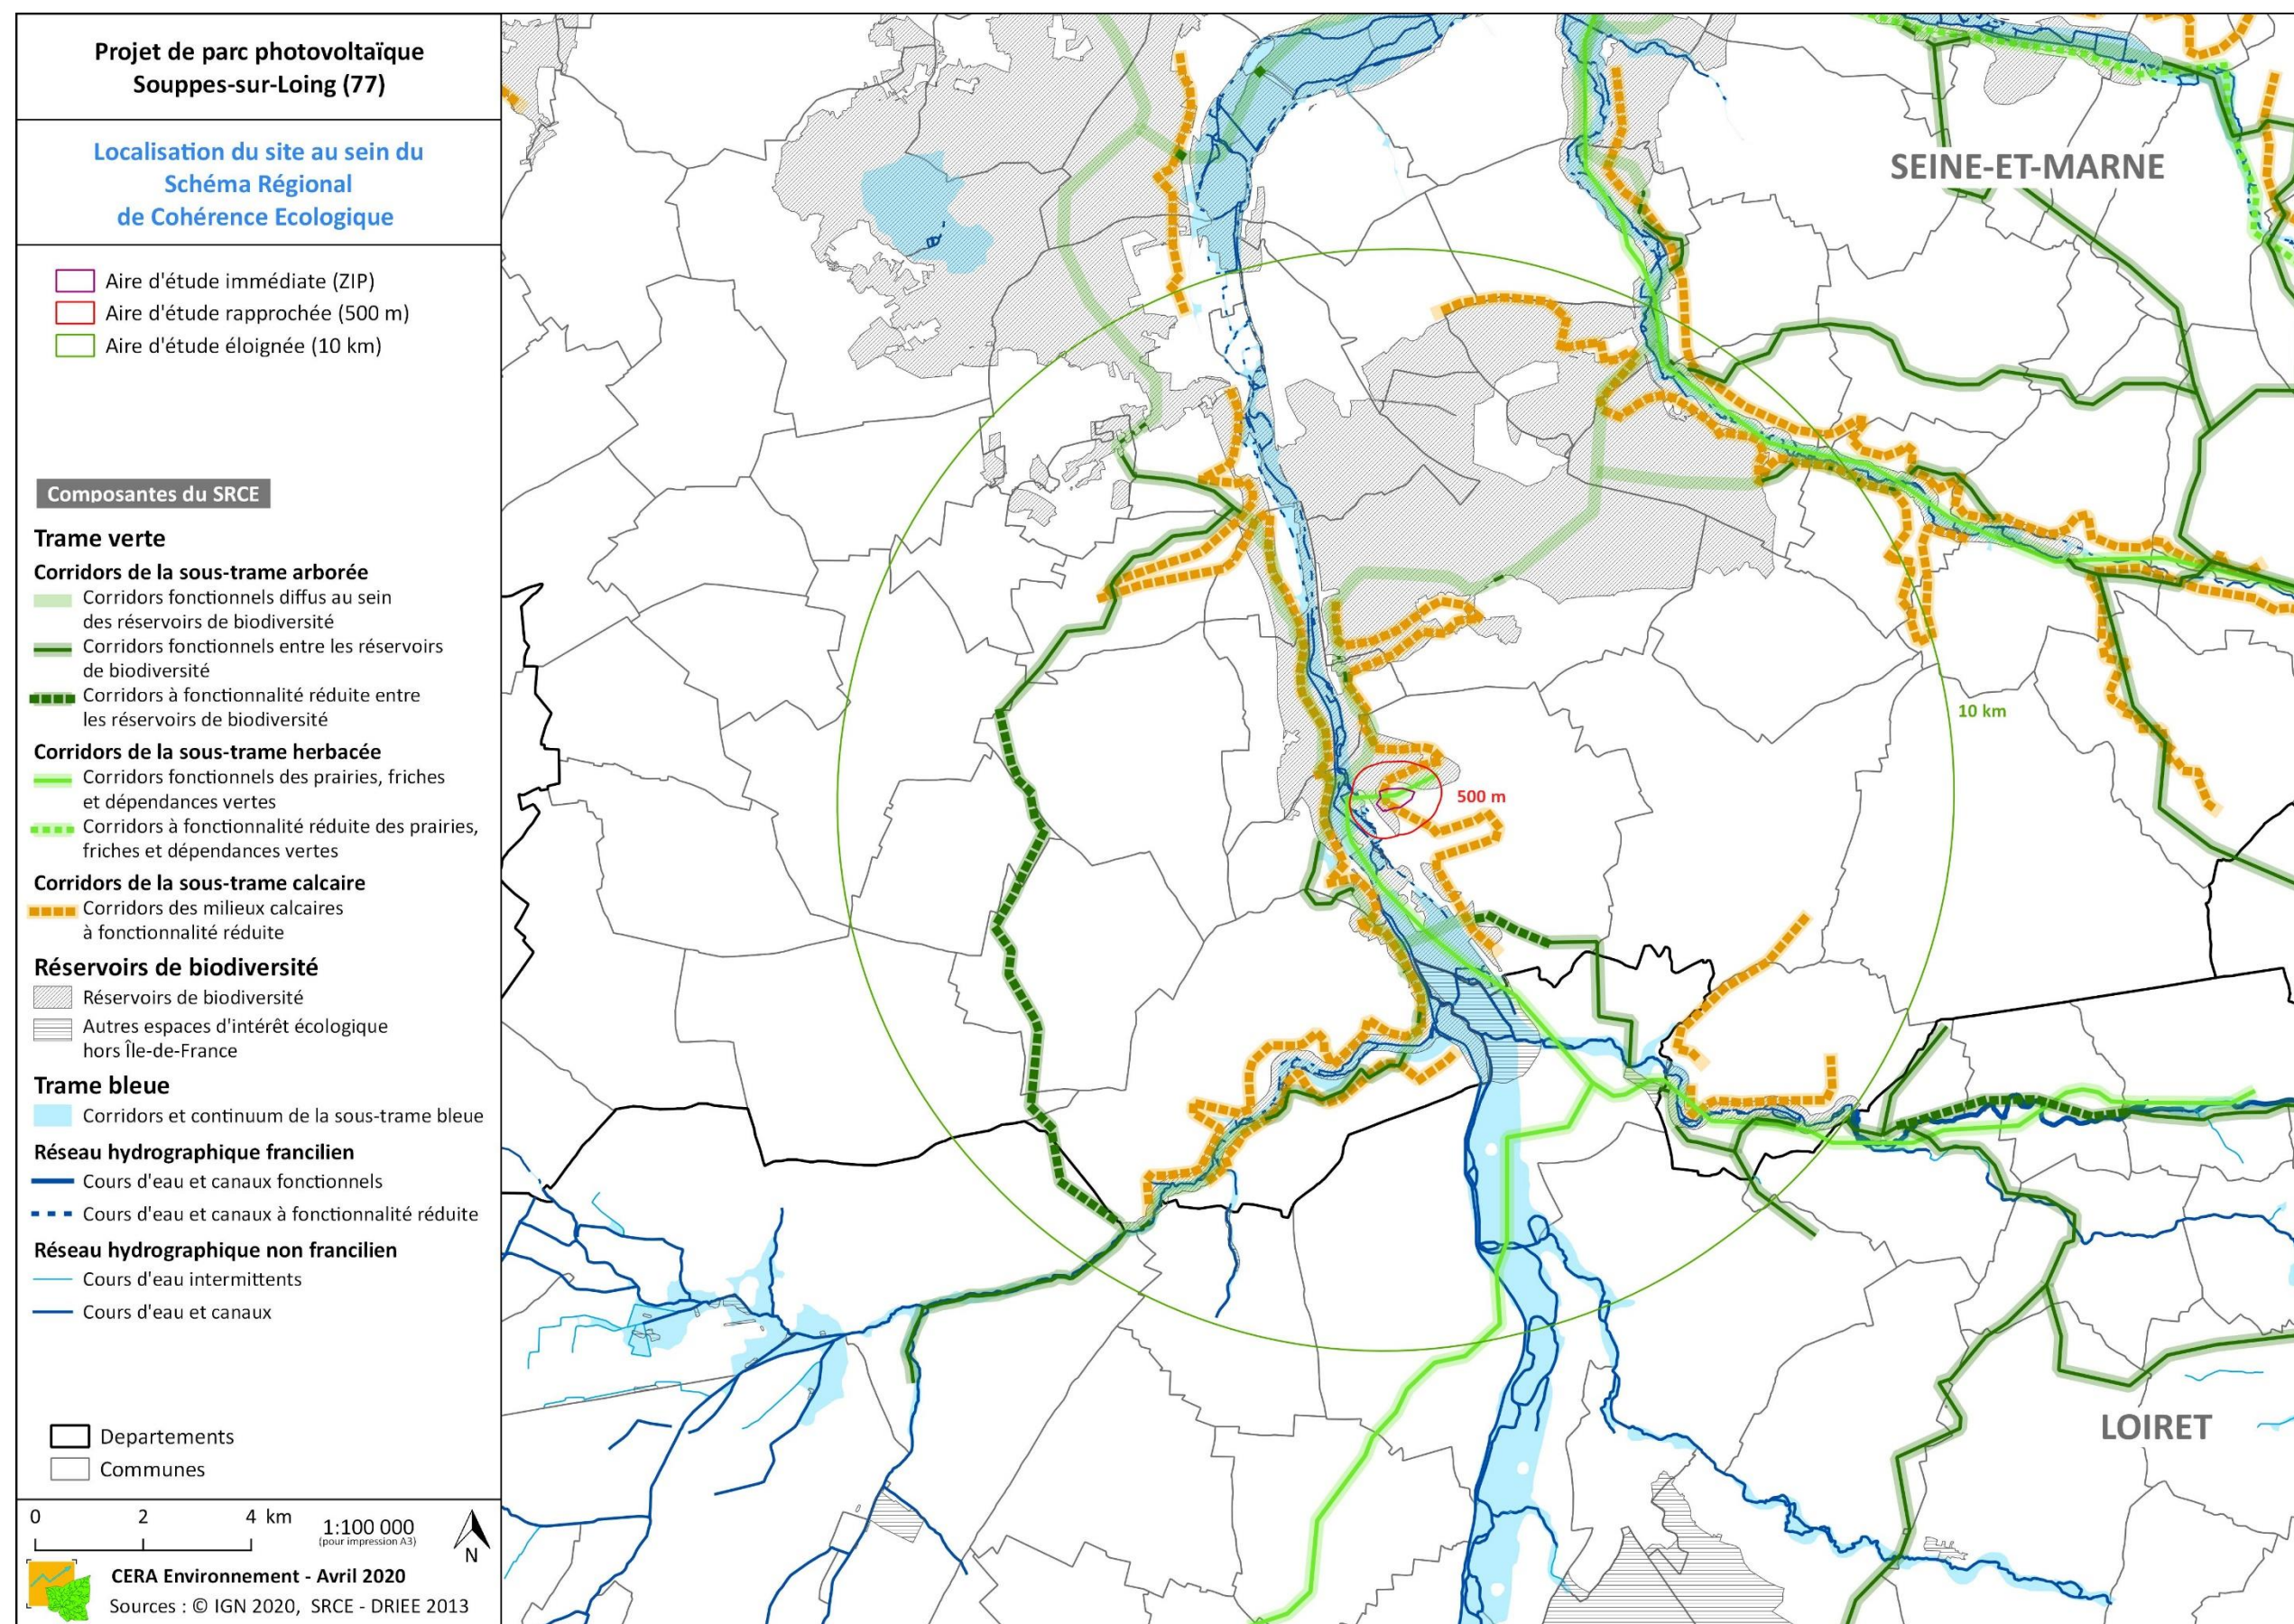 Projet de parc photovoltaïque
Souppes-sur-Loing (77)
Localisation du site au sein du
Schéma Régional
de Cohérence Ecologique
Aire d'étude immédiate (ZIP)
Aire d'étude rapprochée (500 m)
Aire d'étude éloignée (10 km)
Composantes du SRCE
Trame verte
Corridors de la sous-trame arborée
Corridors fonctionnels diffus au sein
des réservoirs de biodiversité
Corridors fonctionnels entre les réservoirs
de biodiversité
Corridors à fonctionnalité réduite entre
les réservoirs de biodiversité
Corridors de la sous-trame herbacée
Corridors fonctionnels des prairies, friches
et dépendances vertes
Corridors à fonctionnalité réduite des prairies,
friches et dépendances vertes
Corridors de la sous-trame calcaire
Corridors des milieux calcaires
à fonctionnalité réduite
Réservoirs de biodiversité
Réservoirs de biodiversité
Autres espaces d'intérêt écologique
hors Île-de-France
Trame bleue
Corridors et continuum de la sous-trame bleue
Réseau hydrographique francilien
Cours d'eau et canaux fonctionnels
Cours d'eau et canaux à fonctionnalité réduite
Réseau hydrographique non francilien
Cours d'eau intermittents
Cours d'eau et canaux
Departements
Communes
0 2 4 km
1:100 000
(pour impression A3)
N
CERA Environnement - Avril 2020
Sources : © IGN 2020, SRCE - DRIEE 2013
SEINE-ET-MARNE
10 km
500 m
LOIRET